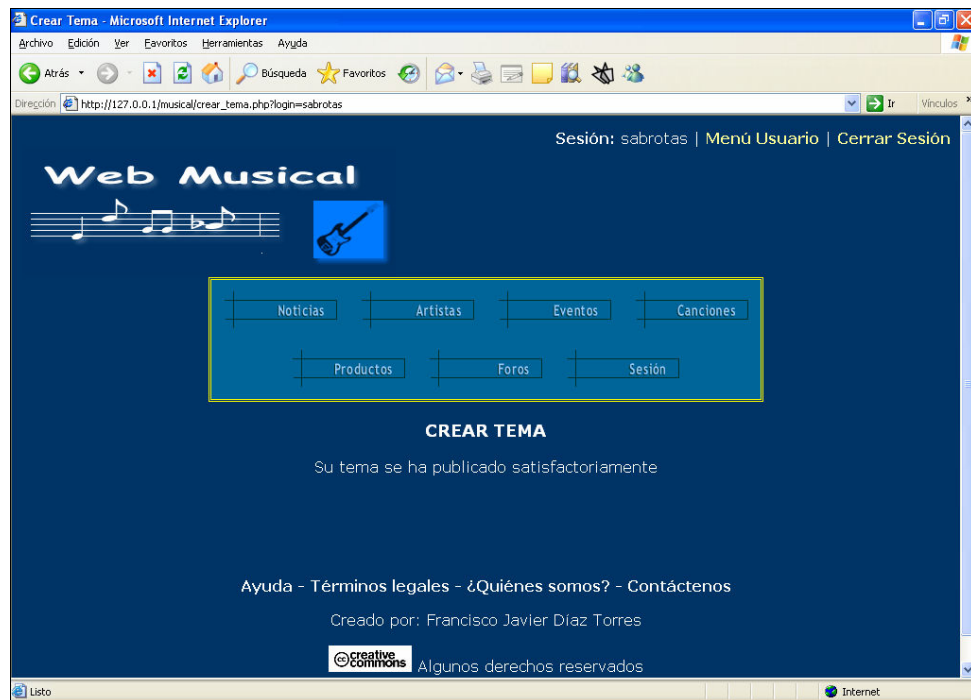 Crear Tema - Microsoft Internet Explorer
Archivo Edición Ver Favoritos Herramientas Ayuda
Atrás Búsqueda Favoritos
Dirección http://127.0.0.1/musical/crear_tema.php?login=sabrotas Ir Vínculos »
Sesión: sabrotas | Menú Usuario | Cerrar Sesión
Web Musical
Noticias Artistas Eventos Canciones
Productos Foros Sesión
CREAR TEMA
Su tema se ha publicado satisfactoriamente
Ayuda - Términos legales - ¿Quiénes somos? - Contáctenos
Creado por: Francisco Javier Díaz Torres
cc creative commons Algunos derechos reservados
Listo Internet